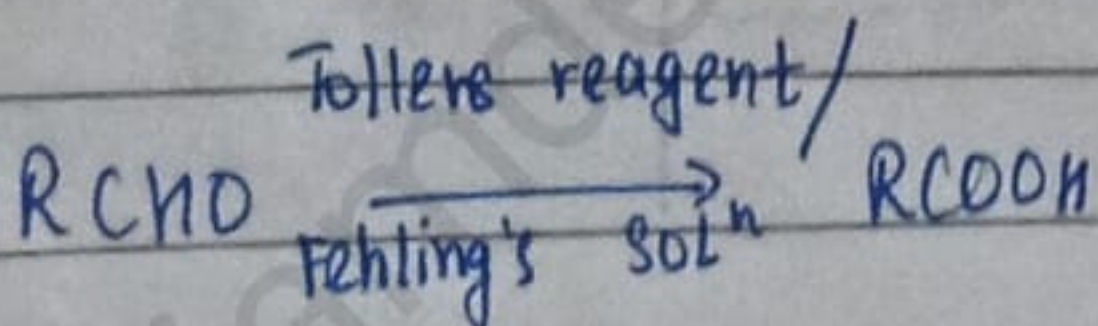 Tollens reagent/
RCHO ⟶ RCOOH
Fehling's Solⁿ